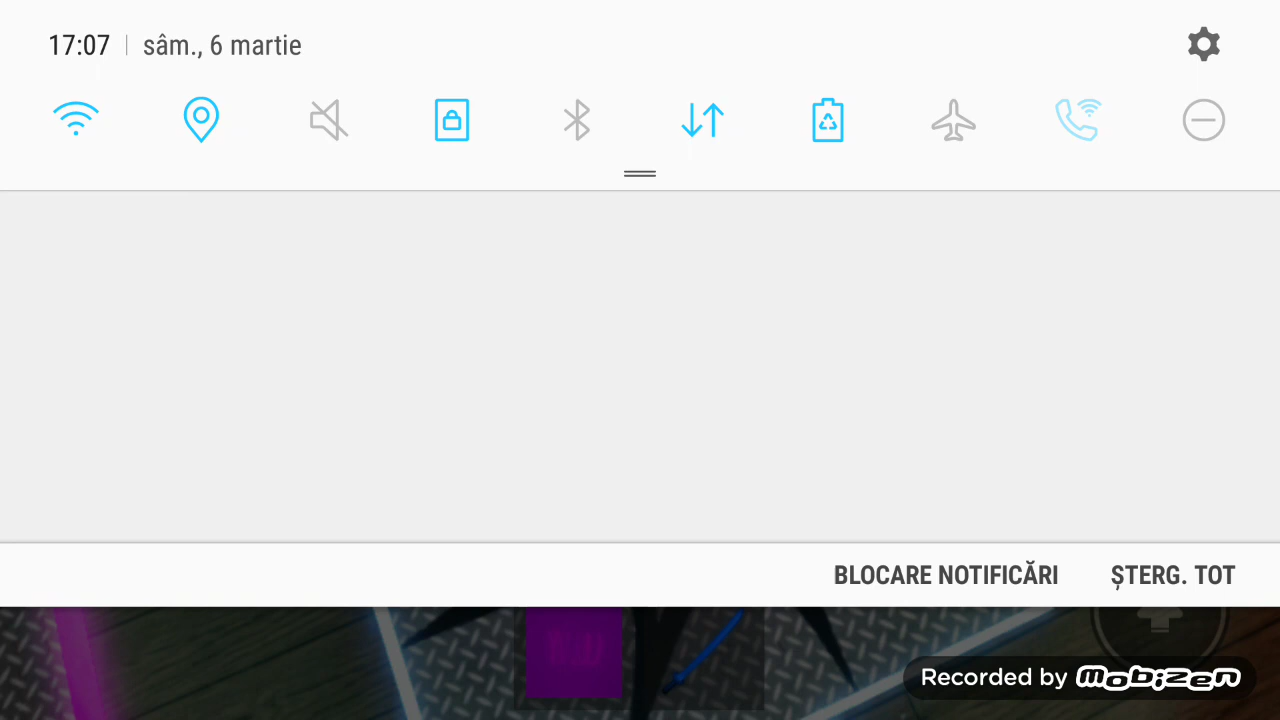 17:07 | sâm., 6 martie
BLOCARE NOTIFICĂRI ȘTERG. TOT
Recorded by mobizen